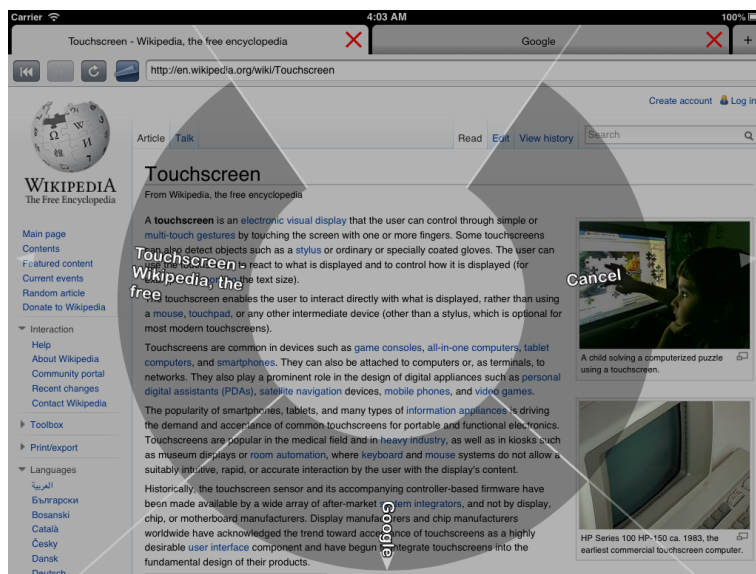 Carrier 4:03 AM 100%
Touchscreen - Wikipedia, the free encyclopedia Google +
http://en.wikipedia.org/wiki/Touchscreen
Create account Log in
Article Talk Read Edit View history Search
WIKIPEDIA
The Free Encyclopedia
Main page
Contents
Featured content
Current events
Random article
Donate to Wikipedia
Interaction
Help
About Wikipedia
Community portal
Recent changes
Contact Wikipedia
Toolbox
Print/export
Languages
العربية
Български
Bosanski
Català
Česky
Dansk
Deutsch
Touchscreen
From Wikipedia, the free encyclopedia
A touchscreen is an electronic visual display that the user can control through simple or
multi-touch gestures by touching the screen with one or more fingers. Some touchscreens
can also detect objects such as a stylus or ordinary or specially coated gloves. The user can
use the touchscreen to react to what is displayed and to control how it is displayed (for
the text size).
The touchscreen enables the user to interact directly with what is displayed, rather than using
a mouse, touchpad, or any other intermediate device (other than a stylus, which is optional for
most modern touchscreens).
Touchscreens are common in devices such as game consoles, all-in-one computers, tablet
computers, and smartphones. They can also be attached to computers or, as terminals, to
networks. They also play a prominent role in the design of digital appliances such as personal
digital assistants (PDAs), satellite navigation devices, mobile phones, and video games.
The popularity of smartphones, tablets, and many types of information appliances is driving
the demand and acceptance of common touchscreens for portable and functional electronics.
Touchscreens are popular in the medical field and in heavy industry, as well as in kiosks such
as museum displays or room automation, where keyboard and mouse systems do not allow a
suitably intuitive, rapid, or accurate interaction by the user with the display's content.
Historically, the touchscreen sensor and its accompanying controller-based firmware have
been made available by a wide array of after-market system integrators, and not by display,
chip, or motherboard manufacturers. Display manufacturers and chip manufacturers
worldwide have acknowledged the trend toward acceptance of touchscreens as a highly
desirable user interface component and have begun to integrate touchscreens into the
fundamental design of their products.
Touchscreen -
Wikipedia, the
free
Cancel
Google
A child solving a computerized puzzle
using a touchscreen.
HP Series 100 HP-150 ca. 1983, the
earliest commercial touchscreen computer.